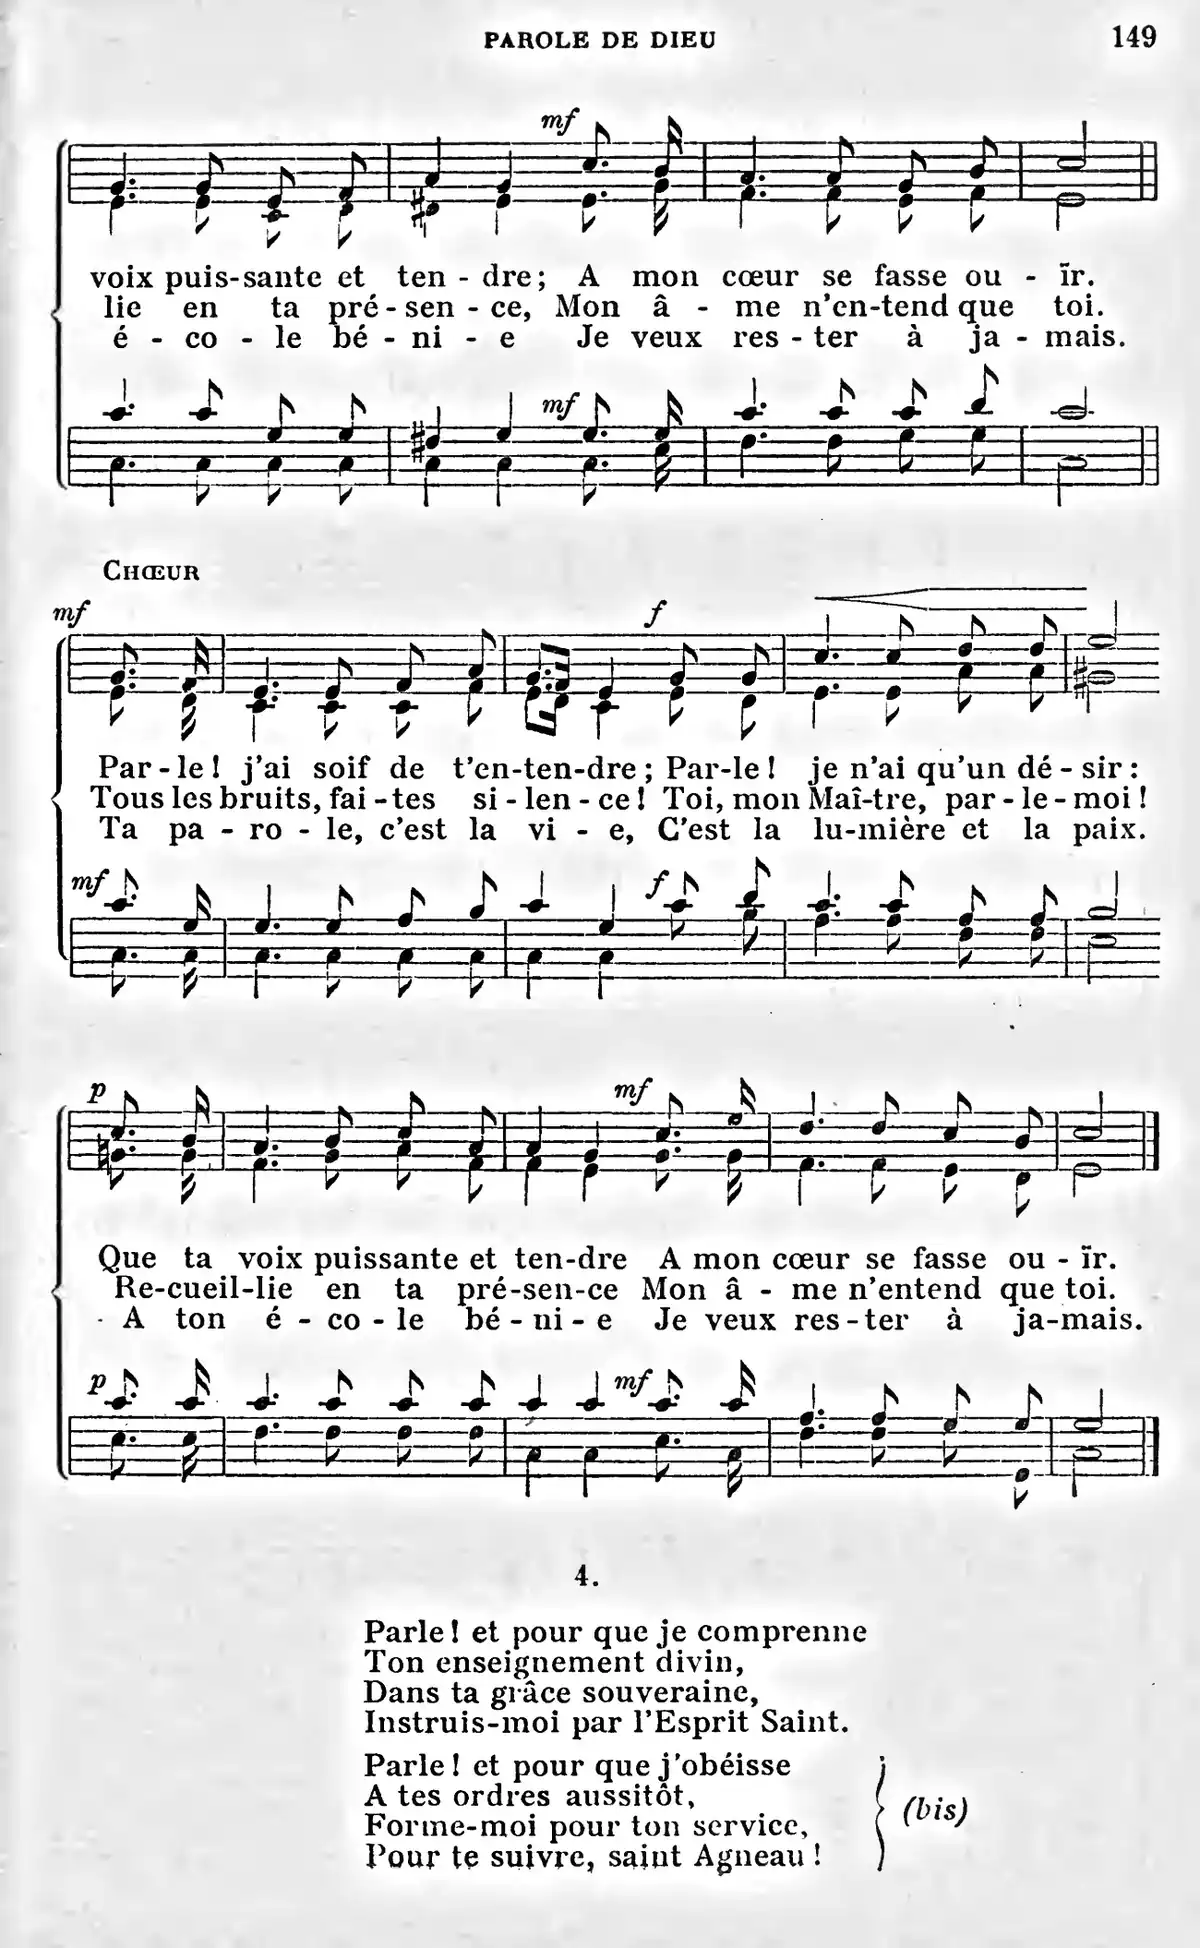 PAROLE DE DIEU 149
mf
voix puis-sante et ten - dre; A mon cœur se fasse ou - ïr.
lie en ta pré - sen - ce, Mon â - me n'en-tend que toi.
é - co - le bé - ni - e Je veux res - ter à ja - mais.
mf
CHŒUR
mf f
Par - le ! j'ai soif de t'en-ten-dre ; Par-le ! je n'ai qu'un dé - sir :
Tous les bruits, fai - tes si - len - ce ! Toi, mon Maî-tre, par - le - moi !
Ta pa - ro - le, c'est la vi - e, C'est la lu-mière et la paix.
mf f
p mf
Que ta voix puissante et ten-dre A mon cœur se fasse ou - ïr.
Re-cueil-lie en ta pré-sen-ce Mon â - me n'entend que toi.
A ton é - co - le bé - ni - e Je veux res - ter à ja-mais.
p mf
4.
Parle ! et pour que je comprenne
Ton enseignement divin,
Dans ta grâce souveraine,
Instruis-moi par l'Esprit Saint.
Parle ! et pour que j'obéisse
A tes ordres aussitôt,
Forme-moi pour ton service,
Pour te suivre, saint Agneau !
(bis)